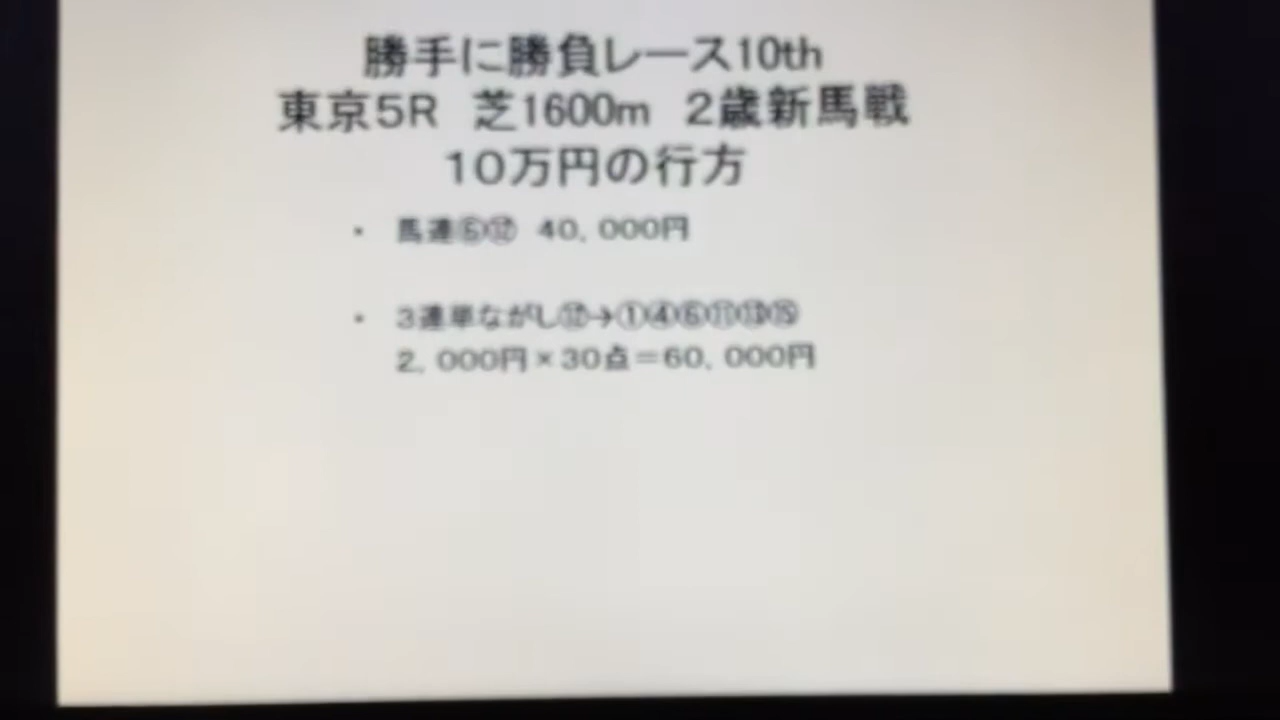 勝手に勝負レース10th
東京5R 芝1600m 2歳新馬戦
10万円の行方
・ 馬連⑥⑫ 40,000円
・ 3連単ながし⑫→①④⑥⑪⑬⑮
2,000円×30点=60,000円